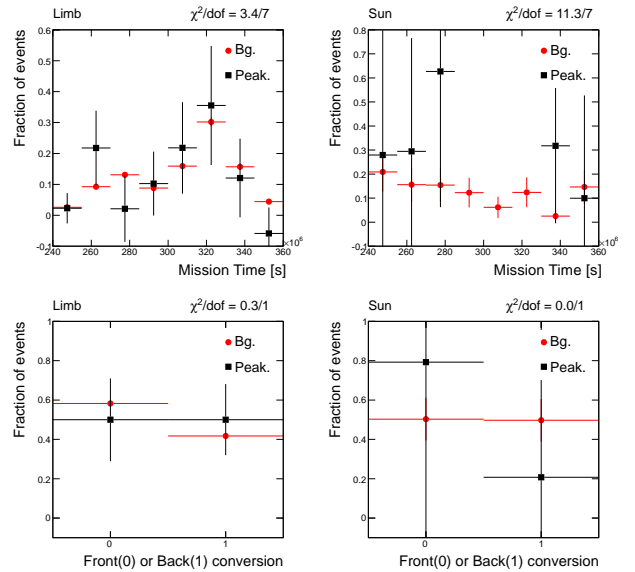 Limb χ²/dof = 3.4/7
Fraction of events
0.6
0.5
0.4
0.3
0.2
0.1
0
-0.1
Bg.
Peak.
240 260 280 300 320 340 360
×10⁶
Mission Time [s]
Sun χ²/dof = 11.3/7
Fraction of events
0.8
0.7
0.6
0.5
0.4
0.3
0.2
0.1
0
-0.1
Bg.
Peak.
240 260 280 300 320 340 360
×10⁶
Mission Time [s]
Limb χ²/dof = 0.3/1
Fraction of events
1
0.8
0.6
0.4
0.2
0
Bg.
Peak.
0 1
Front(0) or Back(1) conversion
Sun χ²/dof = 0.0/1
Fraction of events
1
0.8
0.6
0.4
0.2
0
Bg.
Peak.
0 1
Front(0) or Back(1) conversion